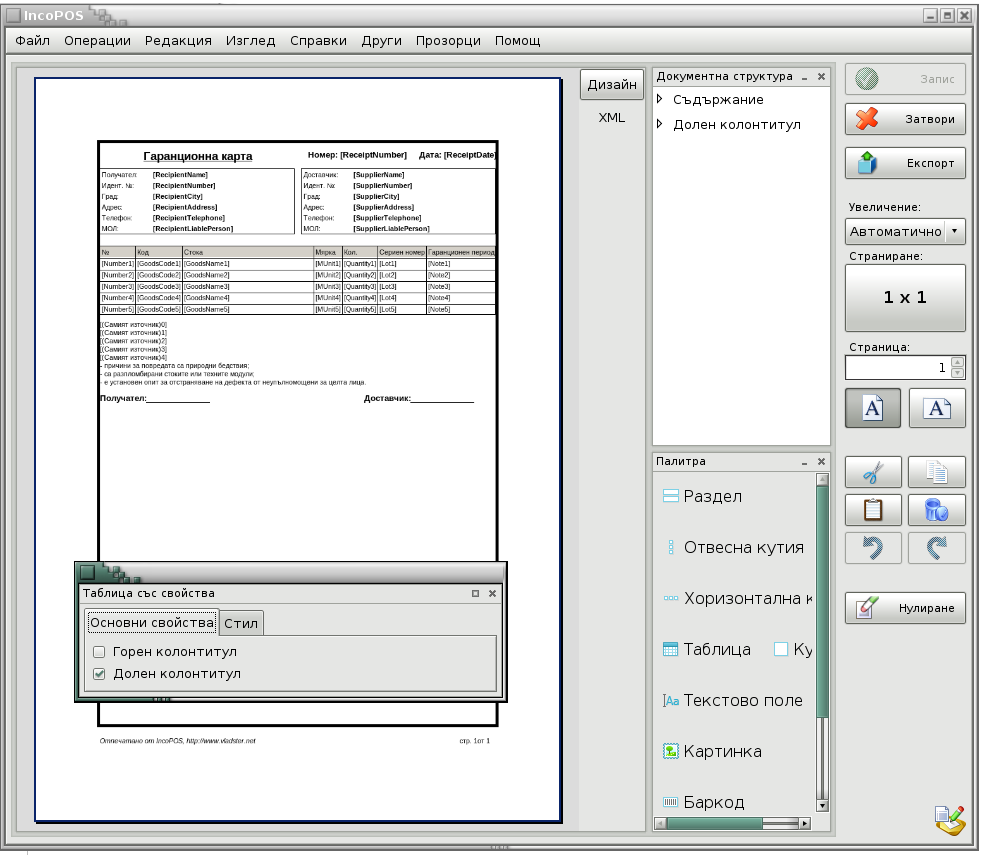 IncoPOS
Файл Операции Редакция Изглед Справки Други Прозорци Помощ
Гаранционна карта Номер: [ReceiptNumber] Дата: [ReceiptDate]
Получател: [RecipientName]
Идент. №: [RecipientNumber]
Град: [RecipientCity]
Адрес: [RecipientAddress]
Телефон: [RecipientTelephone]
МОЛ: [RecipientLiablePerson]
Доставчик: [SupplierName]
Идент. №: [SupplierNumber]
Град: [SupplierCity]
Адрес: [SupplierAddress]
Телефон: [SupplierTelephone]
МОЛ: [SupplierLiablePerson]
№ Код Стока Мярка Кол. Сериен номер Гаранционен период
[Number1] [GoodsCode1] [GoodsName1] [MUnit1] [Quantity1] [Lot1] [Note1]
[Number2] [GoodsCode2] [GoodsName2] [MUnit2] [Quantity2] [Lot2] [Note2]
[Number3] [GoodsCode3] [GoodsName3] [MUnit3] [Quantity3] [Lot3] [Note3]
[Number4] [GoodsCode4] [GoodsName4] [MUnit4] [Quantity4] [Lot4] [Note4]
[Number5] [GoodsCode5] [GoodsName5] [MUnit5] [Quantity5] [Lot5] [Note5]
[(Самият източник)0]
[(Самият източник)1]
[(Самият източник)2]
[(Самият източник)3]
[(Самият източник)4]
- причини за повредата са природни бедствия;
- са разпломбирани стоките или техните модули;
- е установен опит за отстраняване на дефекта от неупълномощени за целта лица.
Получател: Доставчик:
Таблица със свойства
Основни свойства Стил
Горен колонтитул
Долен колонтитул
Отпечатано от IncoPOS, http://www.vladster.net стр. 1от 1
Дизайн
XML
Документна структура
Съдържание
Долен колонтитул
Палитра
Раздел
Отвесна кутия
Хоризонтална к
Таблица Ку
Текстово поле
Картинка
Баркод
Запис
Затвори
Експорт
Увеличение:
Автоматично
Страниране:
1 x 1
Страница:
1
A A
Нулиране